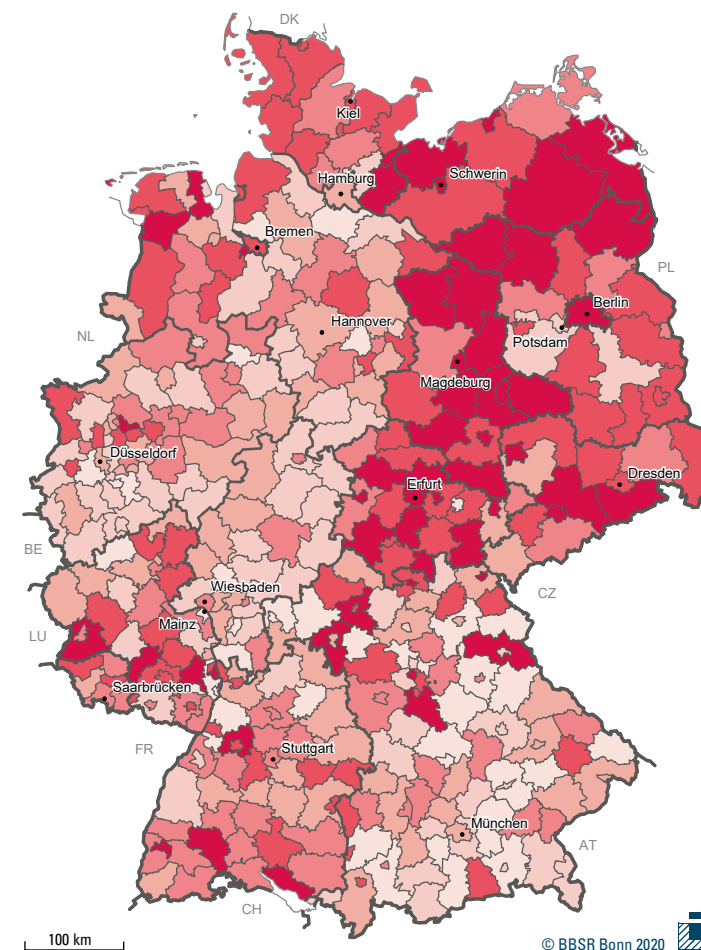 DK
Kiel
Hamburg
Schwerin
Bremen
PL
Berlin
NL
Hannover
Potsdam
Magdeburg
Düsseldorf
Erfurt
Dresden
BE
Wiesbaden
CZ
LU
Mainz
Saarbrücken
FR
Stuttgart
München
AT
CH
100 km
© BBSR Bonn 2020